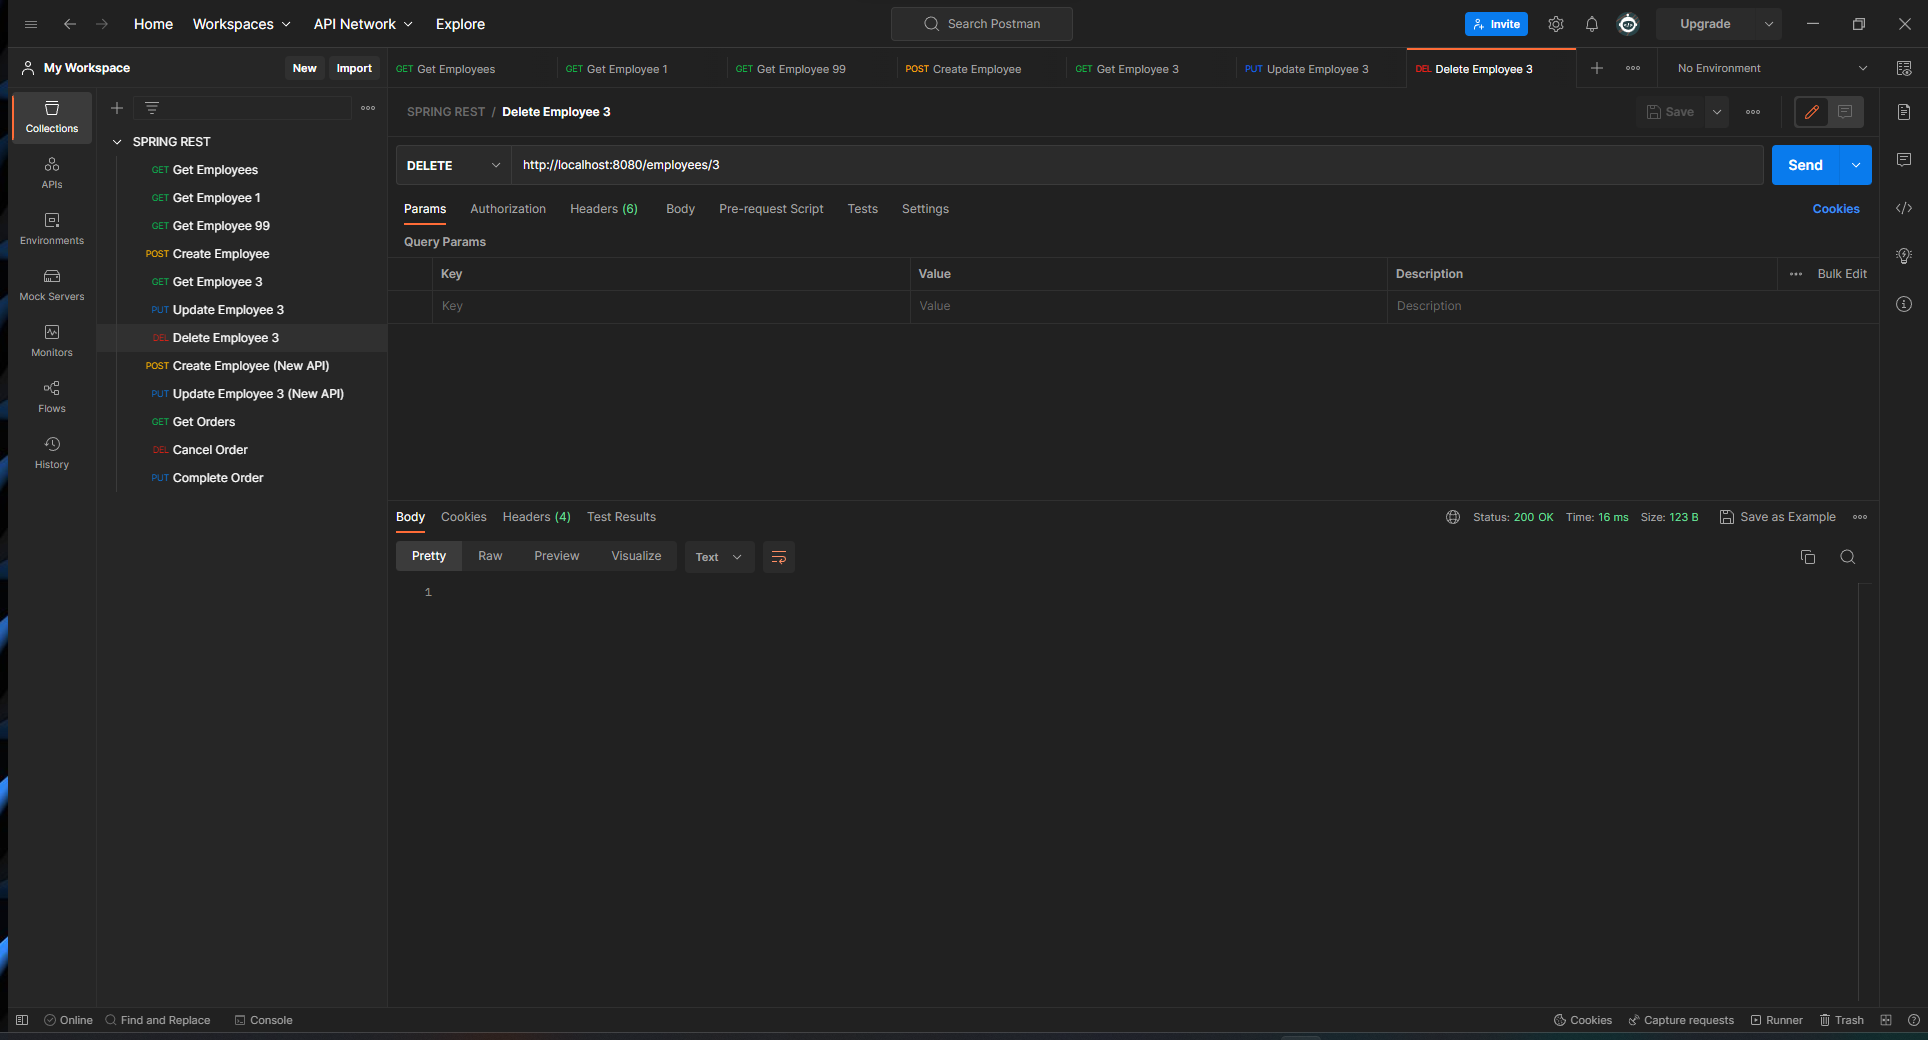 Home Workspaces API Network Explore Search Postman Invite Upgrade
My Workspace New Import
GET Get Employees GET Get Employee 1 GET Get Employee 99 POST Create Employee GET Get Employee 3 PUT Update Employee 3 DEL Delete Employee 3 No Environment
Collections
APIs
Environments
Mock Servers
Monitors
Flows
History
SPRING REST
GET Get Employees
GET Get Employee 1
GET Get Employee 99
POST Create Employee
GET Get Employee 3
PUT Update Employee 3
DEL Delete Employee 3
POST Create Employee (New API)
PUT Update Employee 3 (New API)
GET Get Orders
DEL Cancel Order
PUT Complete Order
SPRING REST / Delete Employee 3 Save
DELETE http://localhost:8080/employees/3 Send
Params Authorization Headers (6) Body Pre-request Script Tests Settings Cookies
Query Params
Key Value Description Bulk Edit
Key Value Description
Body Cookies Headers (4) Test Results Status: 200 OK Time: 16 ms Size: 123 B Save as Example
Pretty Raw Preview Visualize Text
1
Online Find and Replace Console Cookies Capture requests Runner Trash